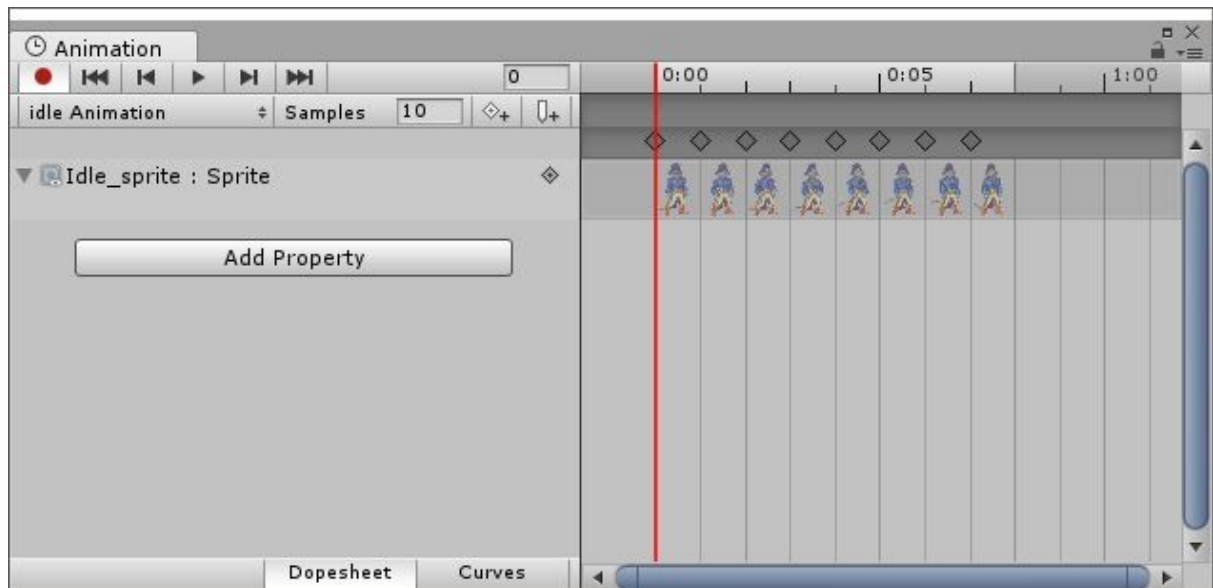 Animation
0 0:00 0:05 1:00
idle Animation Samples 10
Idle_sprite : Sprite
Add Property
Dopesheet Curves